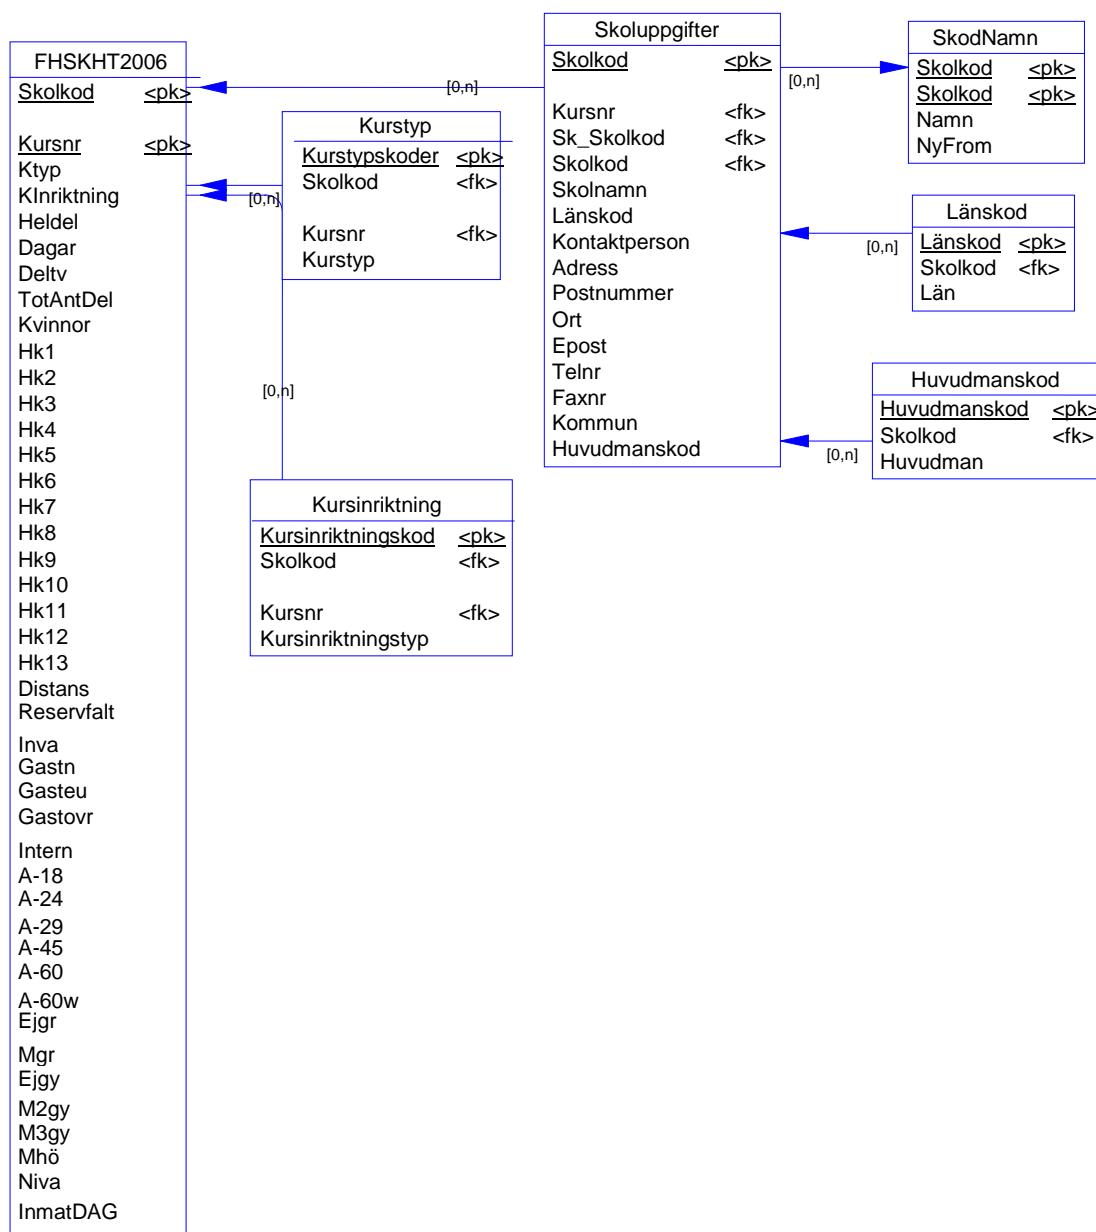 FHSKHT2006
Skolkod <pk>
Kursnr <pk>
Ktyp
KInriktning
Heldel
Dagar
Deltv
TotAntDel
Kvinnor
Hk1
Hk2
Hk3
Hk4
Hk5
Hk6
Hk7
Hk8
Hk9
Hk10
Hk11
Hk12
Hk13
Distans
Reservfalt
Inva
Gastn
Gasteu
Gastovr
Intern
A-18
A-24
A-29
A-45
A-60
A-60w
Ejgr
Mgr
Ejgy
M2gy
M3gy
Mhö
Niva
InmatDAG
[0,n]
Kurstyp
Kurstypskoder <pk>
Skolkod <fk>
Kursnr <fk>
Kurstyp
[0,n]
[0,n]
Kursinriktning
Kursinriktningskod <pk>
Skolkod <fk>
Kursnr <fk>
Kursinriktningstyp
Skoluppgifter
Skolkod <pk>
Kursnr <fk>
Sk_Skolkod <fk>
Skolkod <fk>
Skolnamn
Länskod
Kontaktperson
Adress
Postnummer
Ort
Epost
Telnr
Faxnr
Kommun
Huvudmanskod
[0,n]
SkodNamn
Skolkod <pk>
Skolkod <pk>
Namn
NyFrom
[0,n]
Länskod
Länskod <pk>
Skolkod <fk>
Län
[0,n]
Huvudmanskod
Huvudmanskod <pk>
Skolkod <fk>
Huvudman